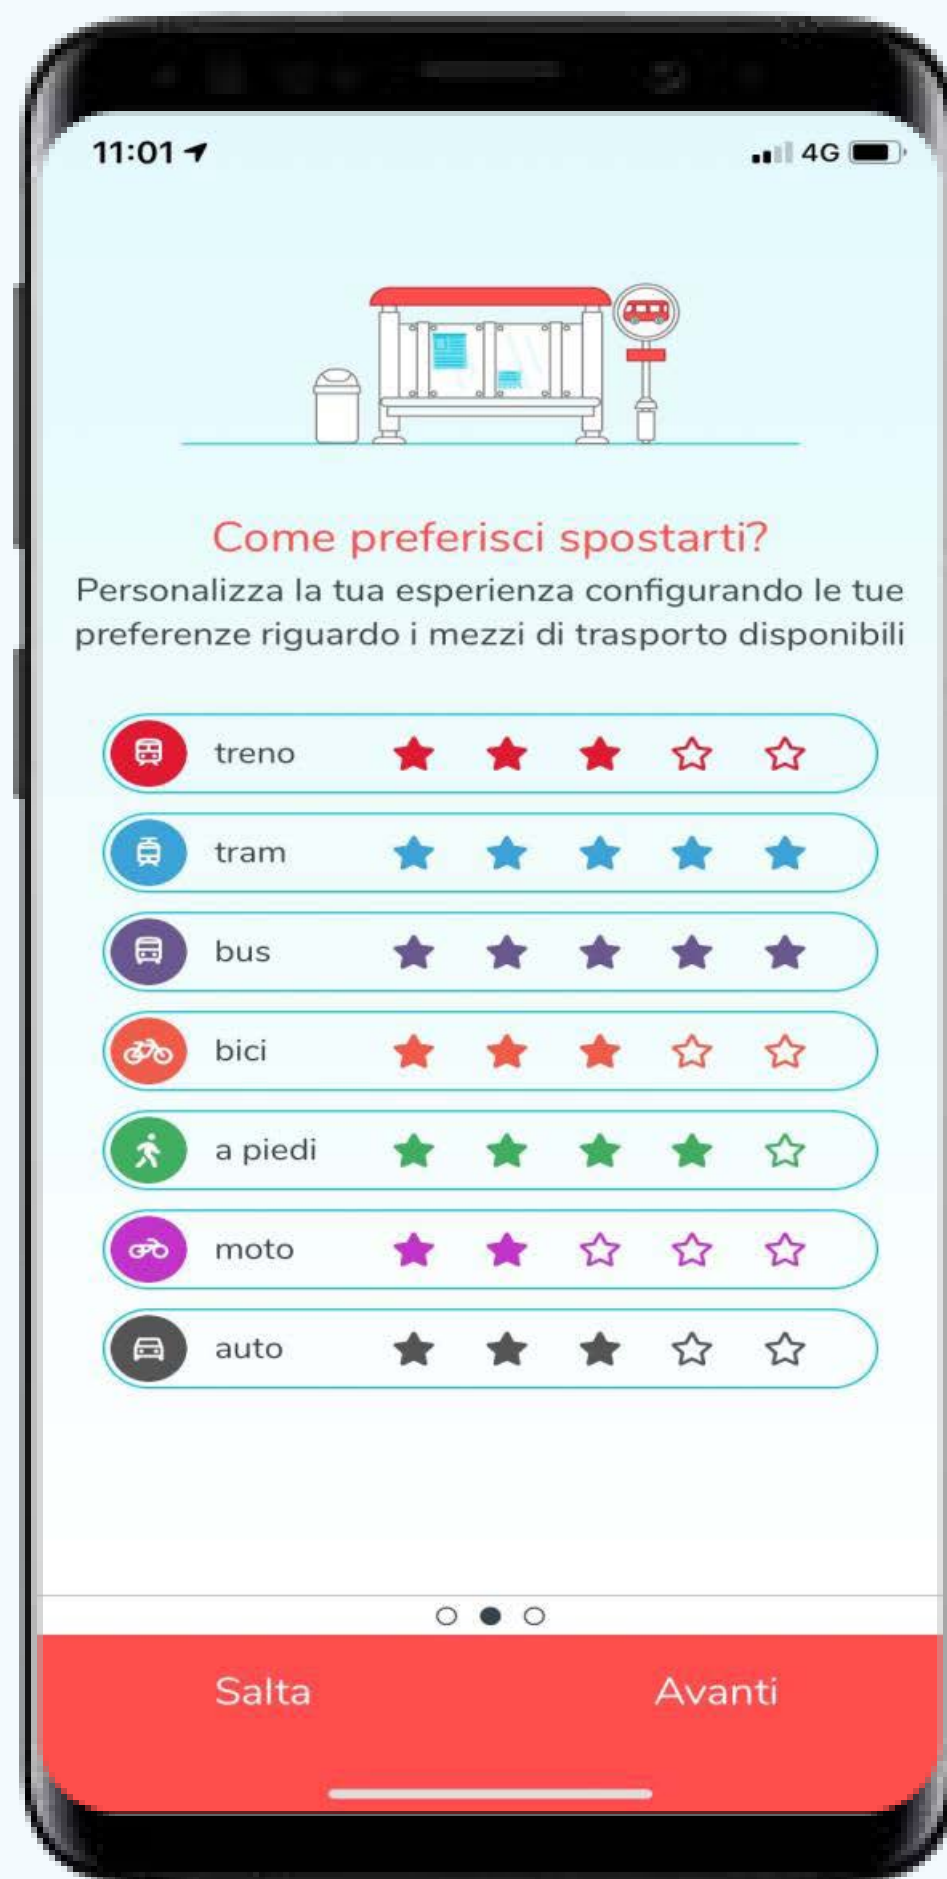 11:01
4G
Come preferisci spostarti?
Personalizza la tua esperienza configurando le tue
preferenze riguardo i mezzi di trasporto disponibili
treno
tram
bus
bici
a piedi
moto
auto
Salta Avanti